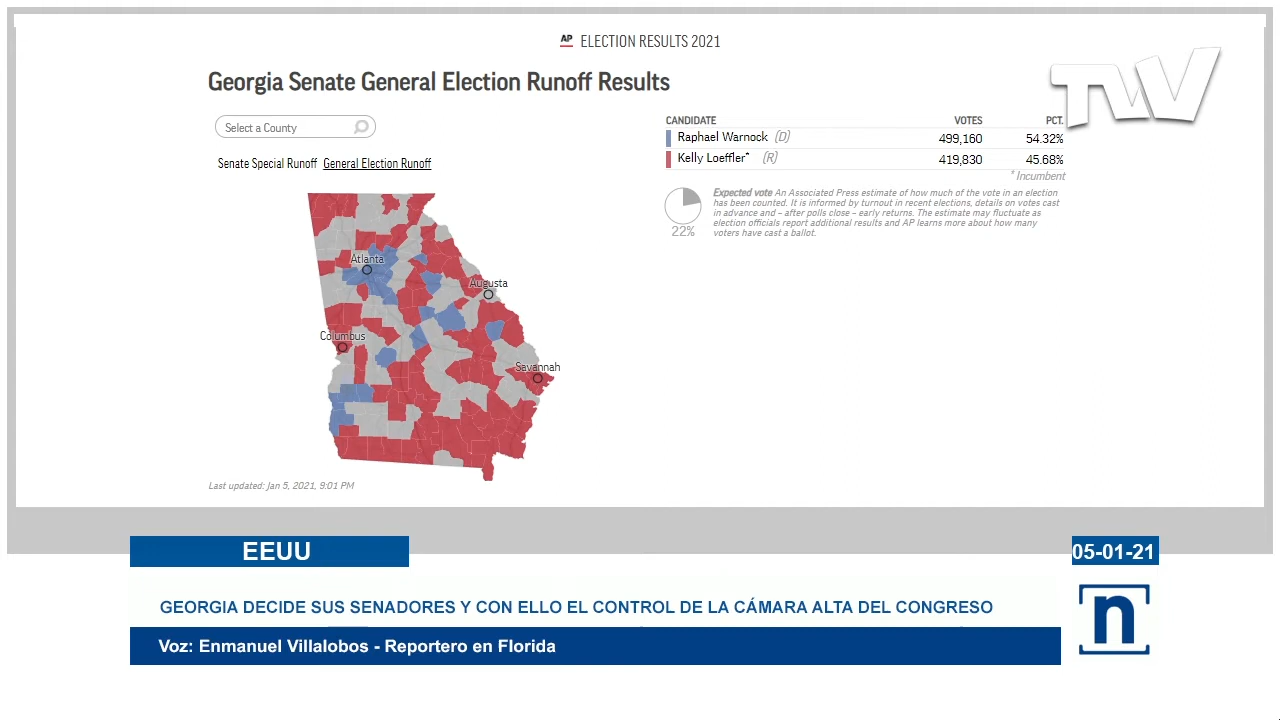 AP ELECTION RESULTS 2021
Georgia Senate General Election Runoff Results
TVV
Select a County
CANDIDATE VOTES PCT.
Raphael Warnock (D) 499,160 54.32%
Kelly Loeffler* (R) 419,830 45.68%
* Incumbent
Senate Special Runoff General Election Runoff
Expected vote An Associated Press estimate of how much of the vote in an election
has been counted. It is informed by turnout in recent elections, details on votes cast
in advance and – after polls close – early returns. The estimate may fluctuate as
election officials report additional results and AP learns more about how many
voters have cast a ballot.
22%
Atlanta
Augusta
Columbus
Savannah
Last updated: Jan 5, 2021, 9:01 PM
EEUU
05-01-21
GEORGIA DECIDE SUS SENADORES Y CON ELLO EL CONTROL DE LA CÁMARA ALTA DEL CONGRESO
n
Voz: Enmanuel Villalobos - Reportero en Florida